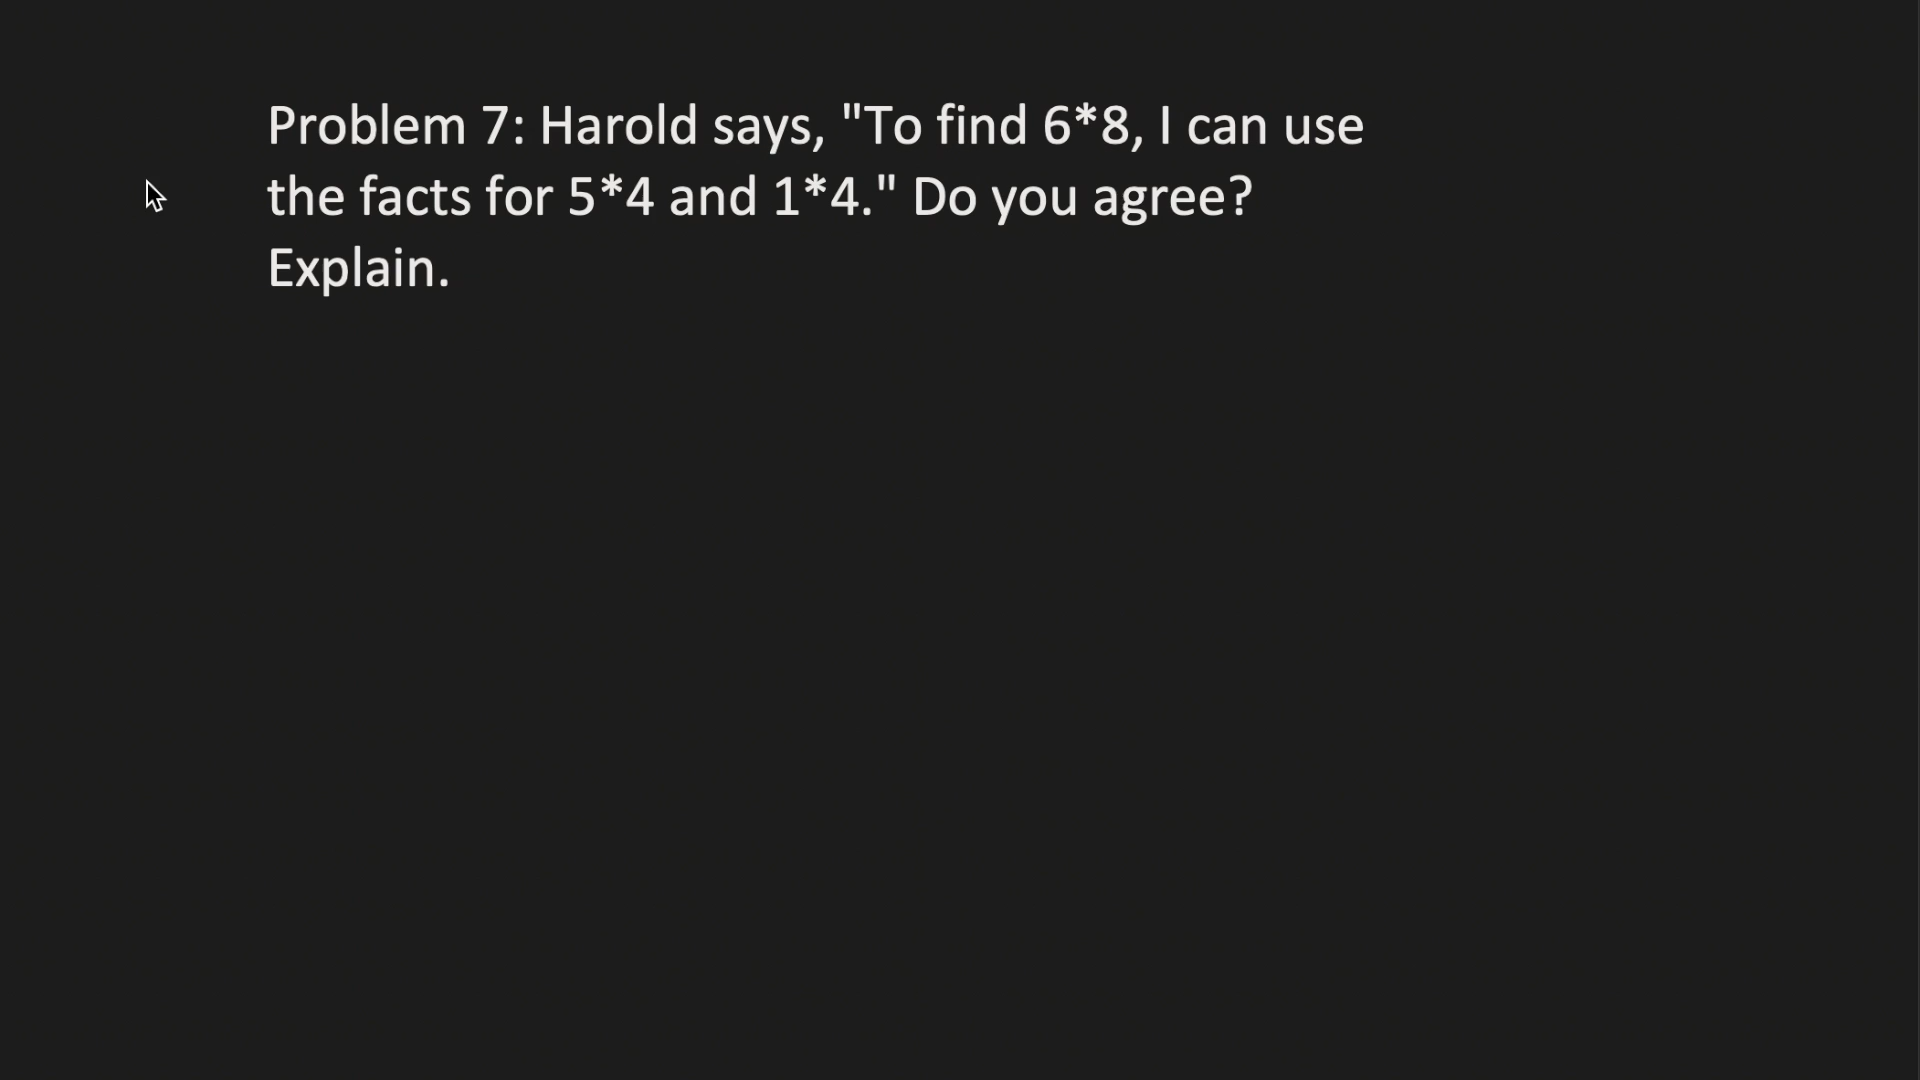 Problem 7: Harold says, "To find 6*8, I can use
the facts for 5*4 and 1*4." Do you agree?
Explain.